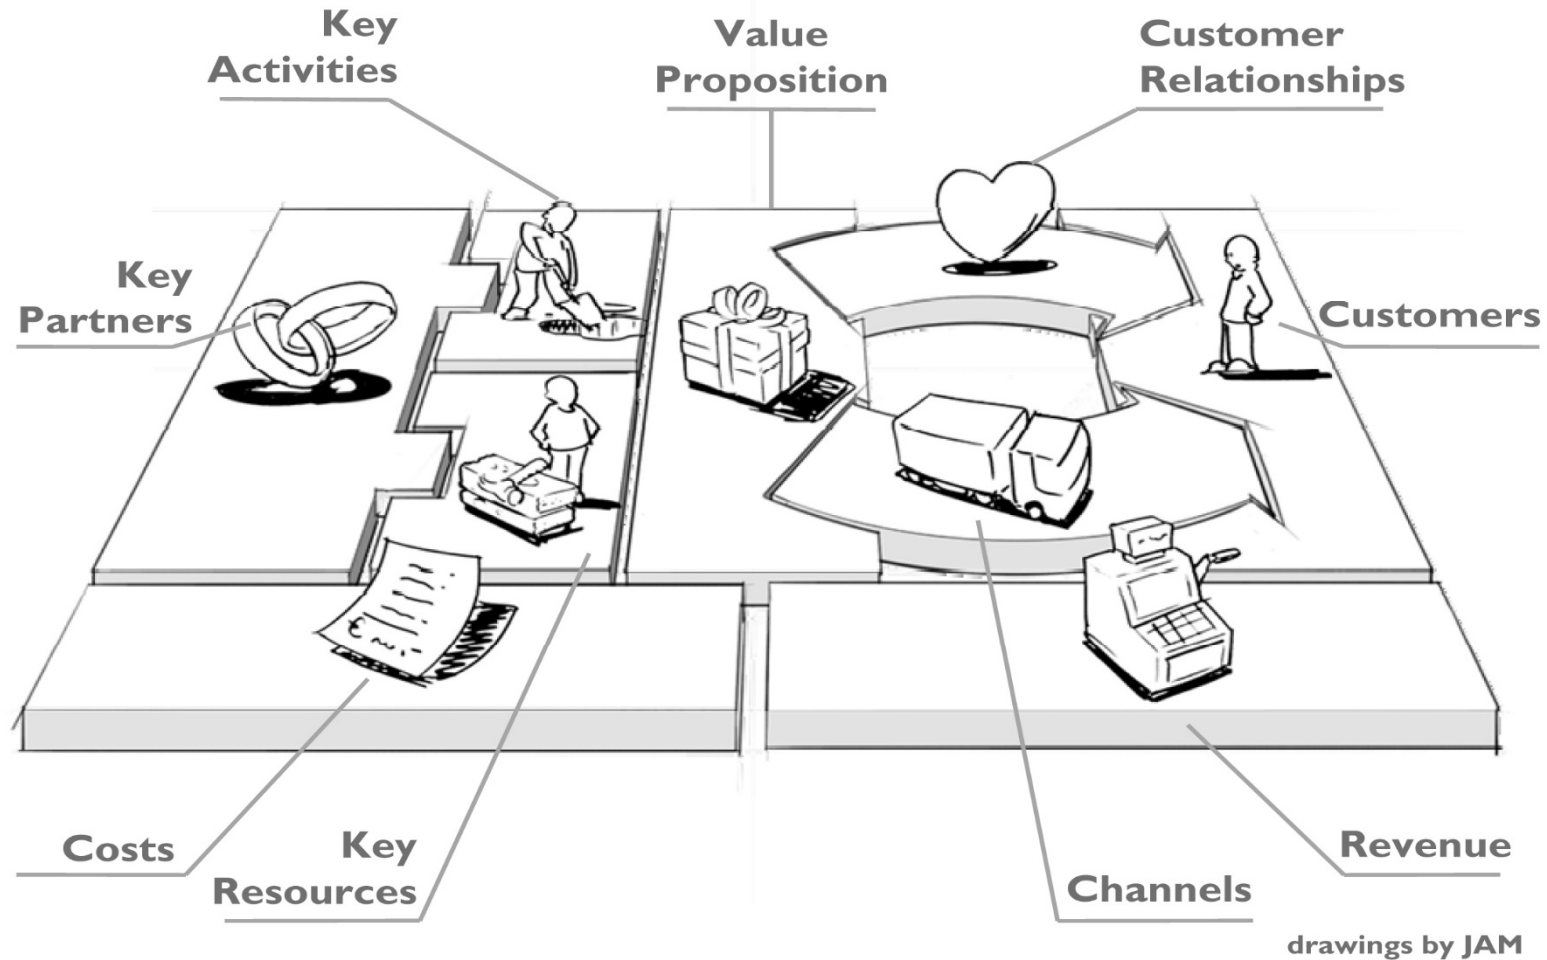 Key
Activities
Value
Proposition
Customer
Relationships
Key
Partners
Customers
€
Costs
Key
Resources
Channels
Revenue
drawings by JAM